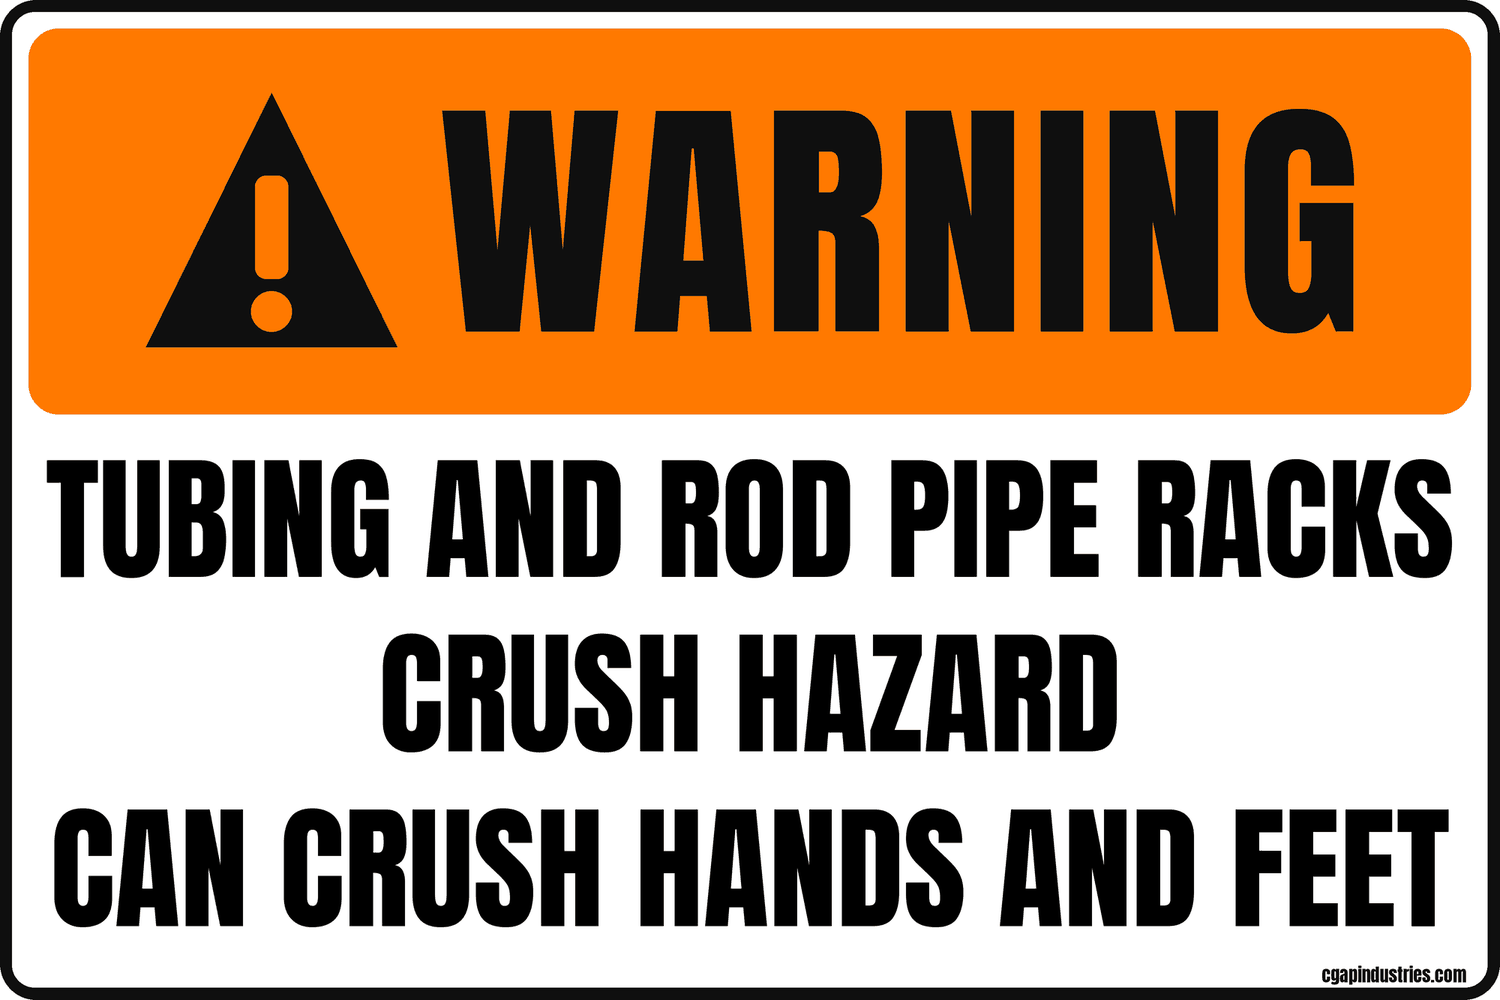 WARNING
TUBING AND ROD PIPE RACKS
CRUSH HAZARD
CAN CRUSH HANDS AND FEET
cgapindustries.com